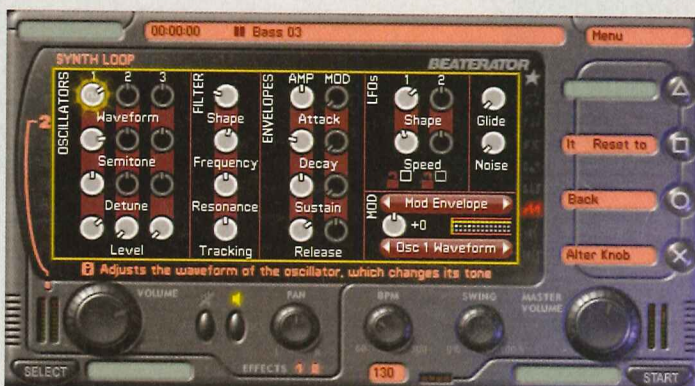 00:00:00 Bass 03
Menu
SYNTH LOOP
BEATERATOR
OSCILLATORS
1 2 3
Waveform
Semitone
Detune
Level
FILTER
Shape
Frequency
Resonance
Tracking
ENVELOPES
AMP MOD
Attack
Decay
Sustain
Release
LFOs
1 2
Shape
Speed
Glide
Noise
MOD
Mod Envelope
+0
Osc 1 Waveform
2
Adjusts the waveform of the oscillator, which changes its tone
It Reset to
Back
Alter Knob
VOLUME
PAN
BPM
SWING
MASTER
VOLUME
SELECT
EFFECTS 1
130
START